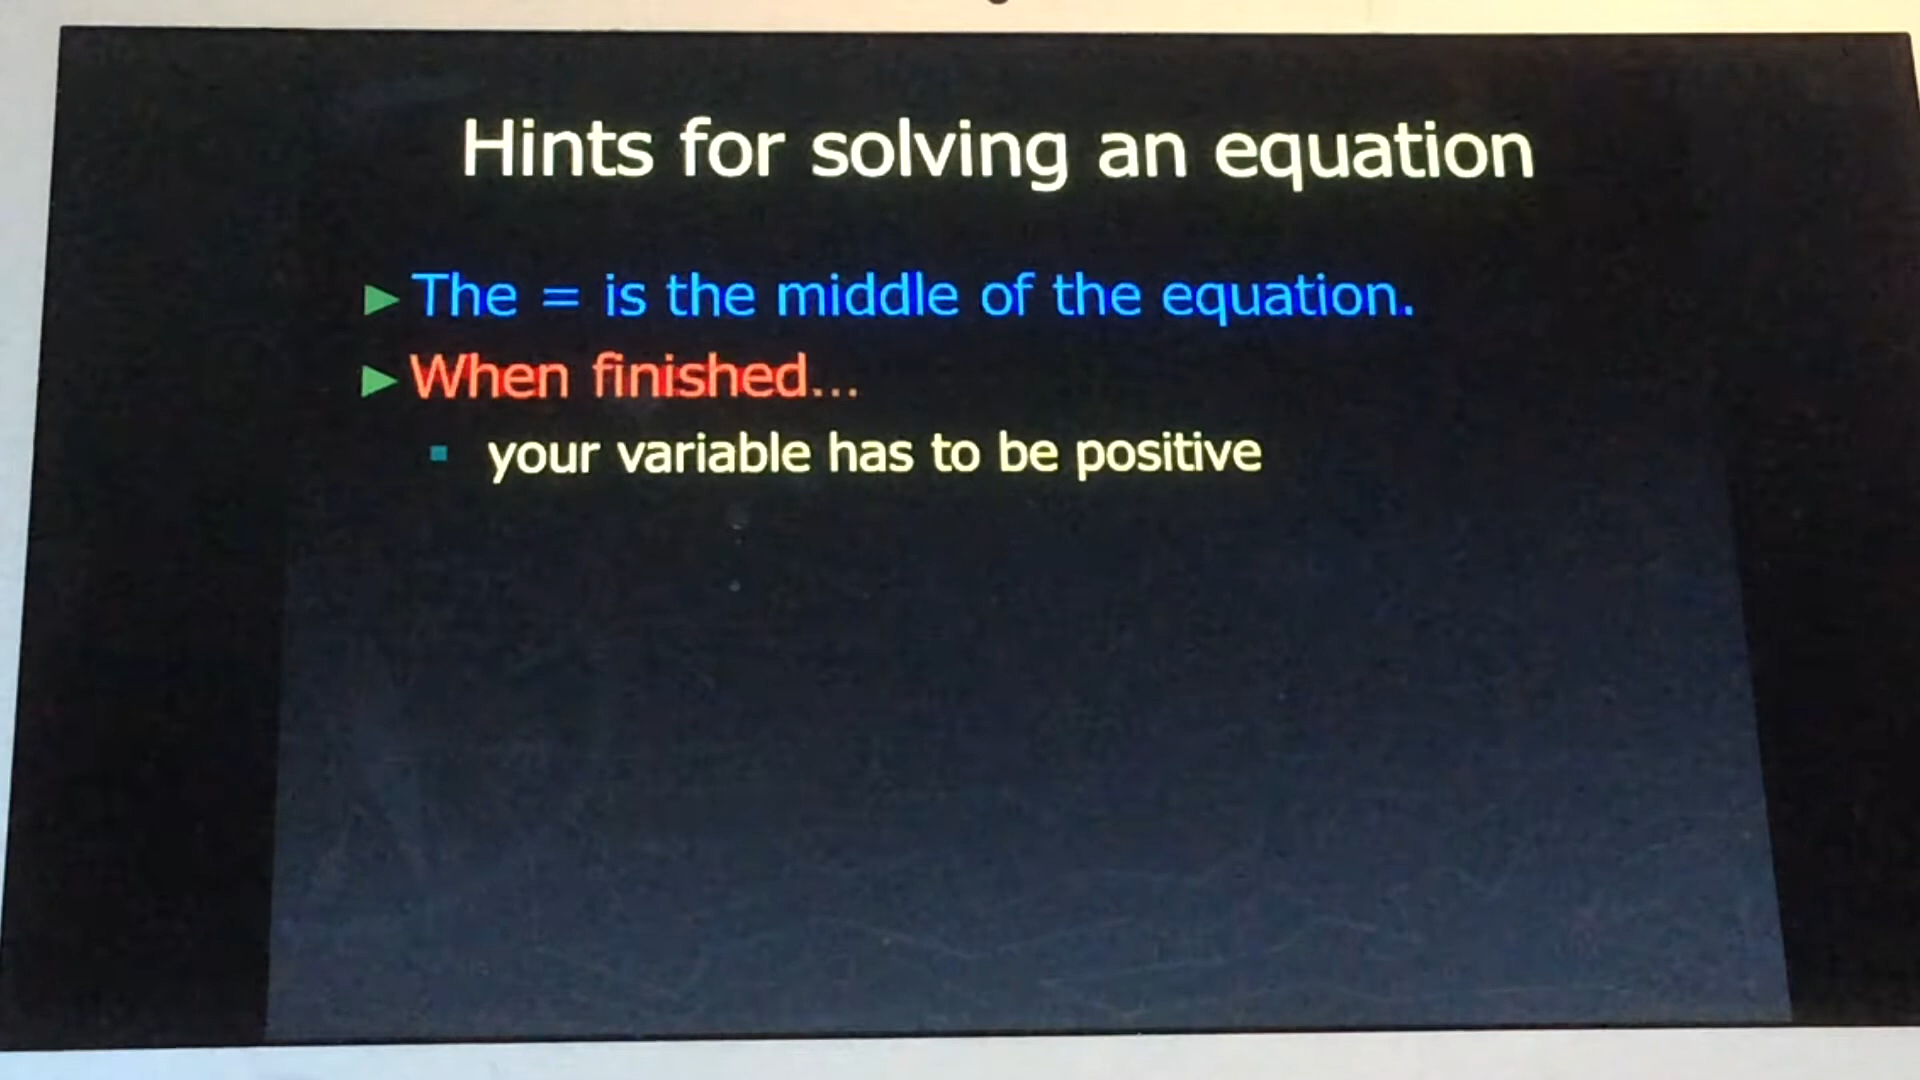 Hints for solving an equation
The = is the middle of the equation.
When finished...
your variable has to be positive